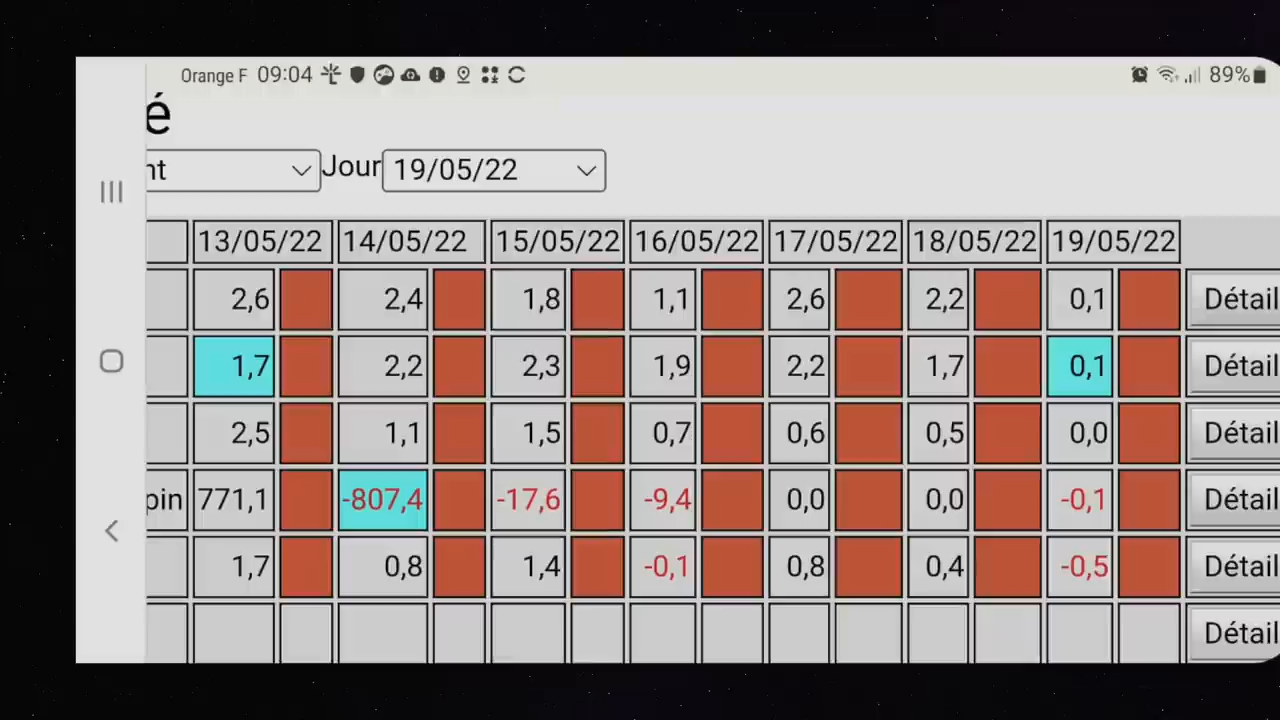 Orange F 09:04 89%
é
nt Jour 19/05/22
13/05/22 14/05/22 15/05/22 16/05/22 17/05/22 18/05/22 19/05/22
2,6 2,4 1,8 1,1 2,6 2,2 0,1 Détail
1,7 2,2 2,3 1,9 2,2 1,7 0,1 Détail
2,5 1,1 1,5 0,7 0,6 0,5 0,0 Détail
pin 771,1 -807,4 -17,6 -9,4 0,0 0,0 -0,1 Détail
1,7 0,8 1,4 -0,1 0,8 0,4 -0,5 Détail
Détail